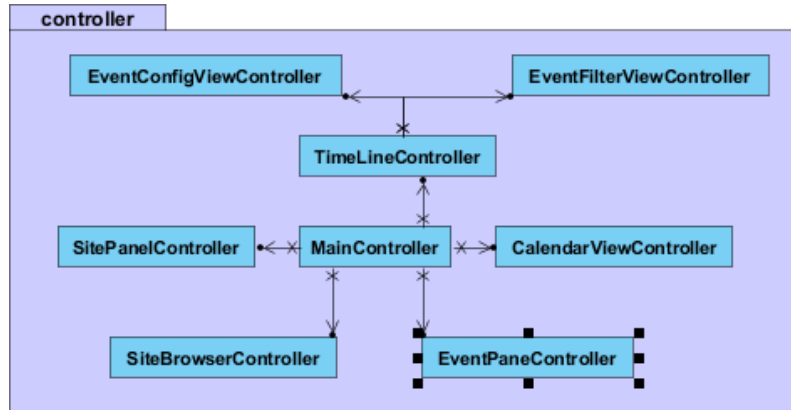 controller
EventConfigViewController
EventFilterViewController
TimeLineController
SitePanelController
MainController
CalendarViewController
SiteBrowserController
EventPaneController